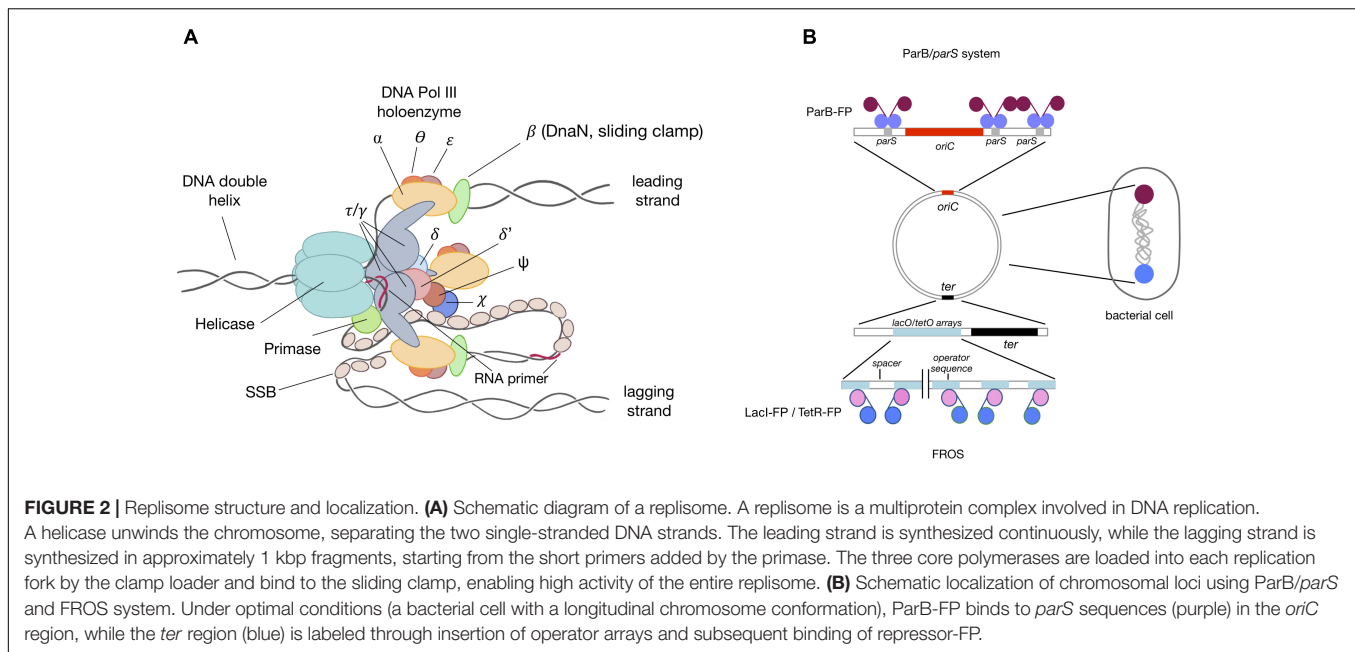 A
DNA Pol III
holoenzyme
α
θ
ε
β (DnaN, sliding clamp)
DNA double
helix
leading
strand
τ/γ
δ
δ’
ψ
χ
Helicase
Primase
SSB
RNA primer
lagging
strand
B
ParB/parS system
ParB-FP
parS
oriC
parS
parS
oriC
ter
bacterial cell
lacO/tetO arrays
ter
spacer
operator
sequence
LacI-FP / TetR-FP
FROS
FIGURE 2 | Replisome structure and localization. (A) Schematic diagram of a replisome. A replisome is a multiprotein complex involved in DNA replication.
A helicase unwinds the chromosome, separating the two single-stranded DNA strands. The leading strand is synthesized continuously, while the lagging strand is
synthesized in approximately 1 kbp fragments, starting from the short primers added by the primase. The three core polymerases are loaded into each replication
fork by the clamp loader and bind to the sliding clamp, enabling high activity of the entire replisome. (B) Schematic localization of chromosomal loci using ParB/parS
and FROS system. Under optimal conditions (a bacterial cell with a longitudinal chromosome conformation), ParB-FP binds to parS sequences (purple) in the oriC
region, while the ter region (blue) is labeled through insertion of operator arrays and subsequent binding of repressor-FP.